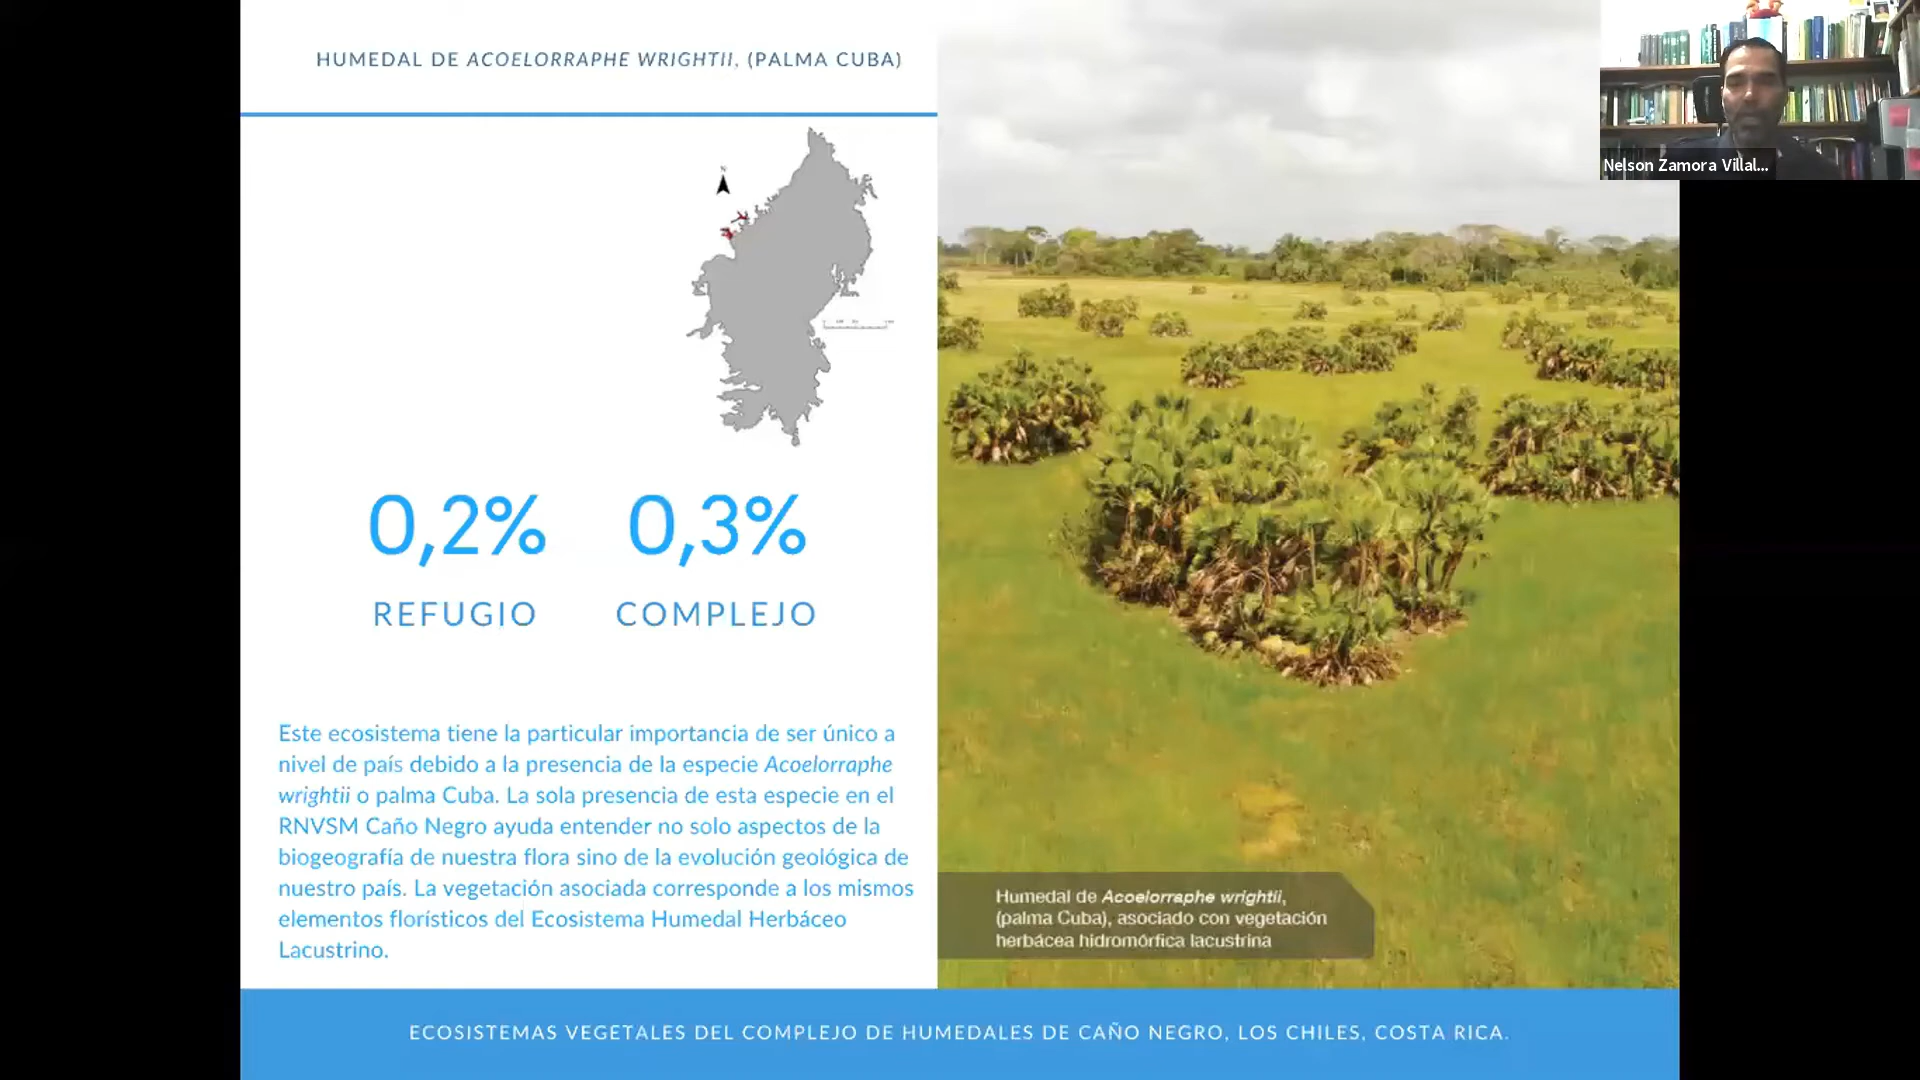 HUMEDAL DE ACOELORRAPHE WRIGHTII, (PALMA CUBA)
Nelson Zamora Villal...
N
0,2% 0,3%
REFUGIO COMPLEJO
Este ecosistema tiene la particular importancia de ser único a
nivel de país debido a la presencia de la especie Acoelorraphe
wrightii o palma Cuba. La sola presencia de esta especie en el
RNVSM Caño Negro ayuda entender no solo aspectos de la
biogeografía de nuestra flora sino de la evolución geológica de
nuestro país. La vegetación asociada corresponde a los mismos
elementos florísticos del Ecosistema Humedal Herbáceo
Lacustrino.
Humedal de Acoelorraphe wrightii,
(palma Cuba), asociado con vegetación
herbácea hidromórfica lacustrina
ECOSISTEMAS VEGETALES DEL COMPLEJO DE HUMEDALES DE CAÑO NEGRO, LOS CHILES, COSTA RICA.